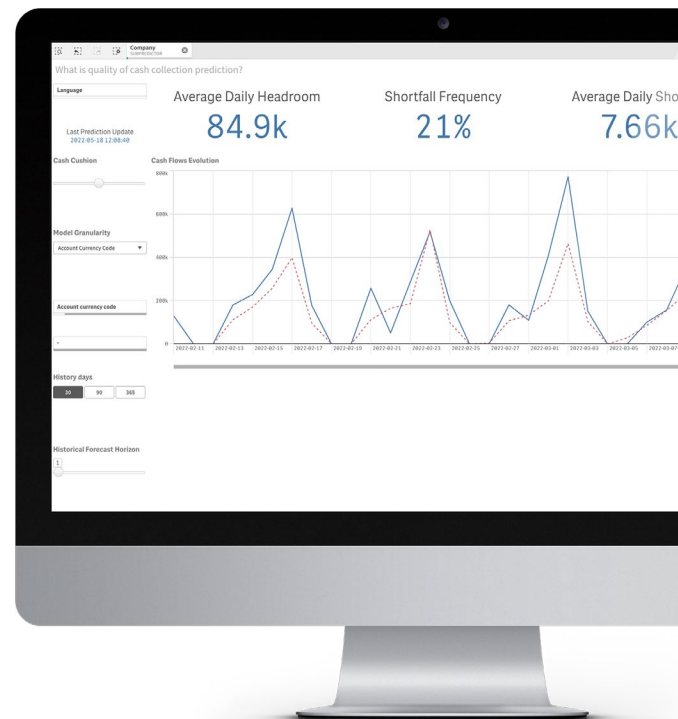 Company
SUBPREDICTOR
What is quality of cash collection prediction?
Language
Last Prediction Update
2022-05-18 12:08:40
Cash Cushion
Model Granularity
Account Currency Code
Account currency code
-
History days
30 90 365
Historical Forecast Horizon
1
Average Daily Headroom
84.9k
Shortfall Frequency
21%
Average Daily Sho
7.66k
Cash Flows Evolution
800k
600k
400k
200k
0
2022-02-11 2022-02-13 2022-02-15 2022-02-17 2022-02-19 2022-02-21 2022-02-23 2022-02-25 2022-02-27 2022-03-01 2022-03-03 2022-03-05 2022-03-07